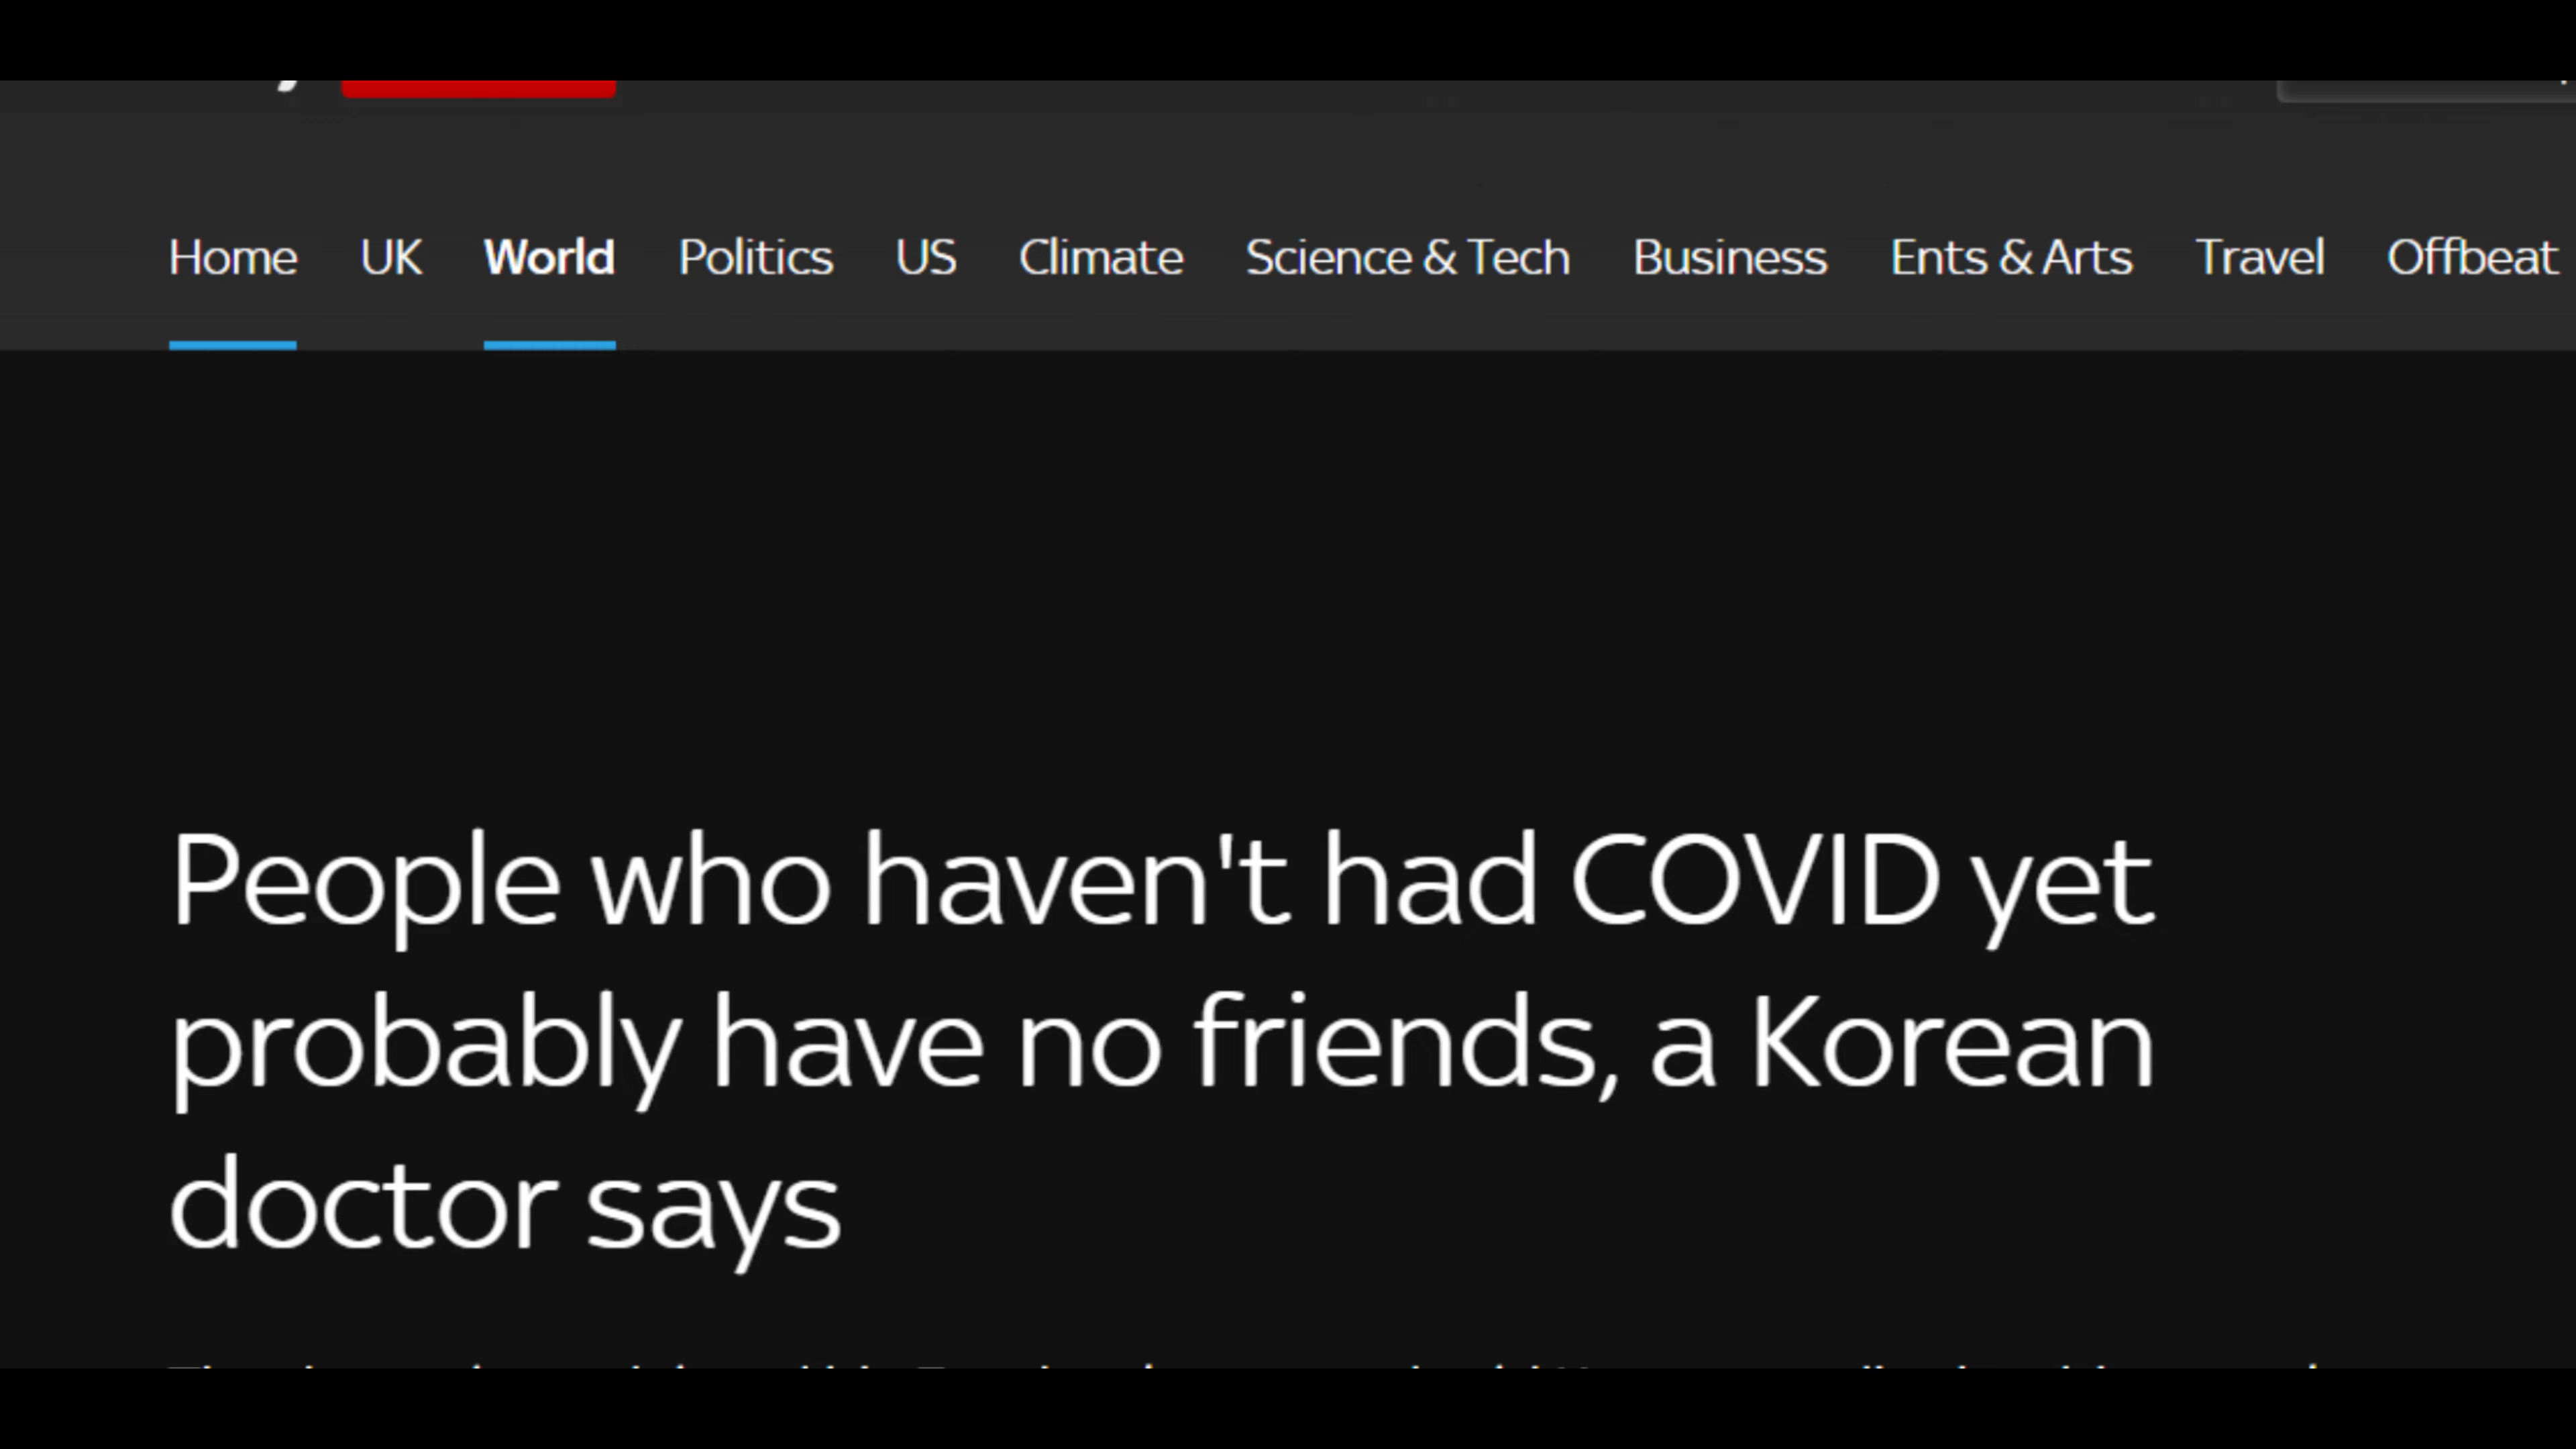 Home UK World Politics US Climate Science & Tech Business Ents & Arts Travel Offbeat
People who haven't had COVID yet
probably have no friends, a Korean
doctor says